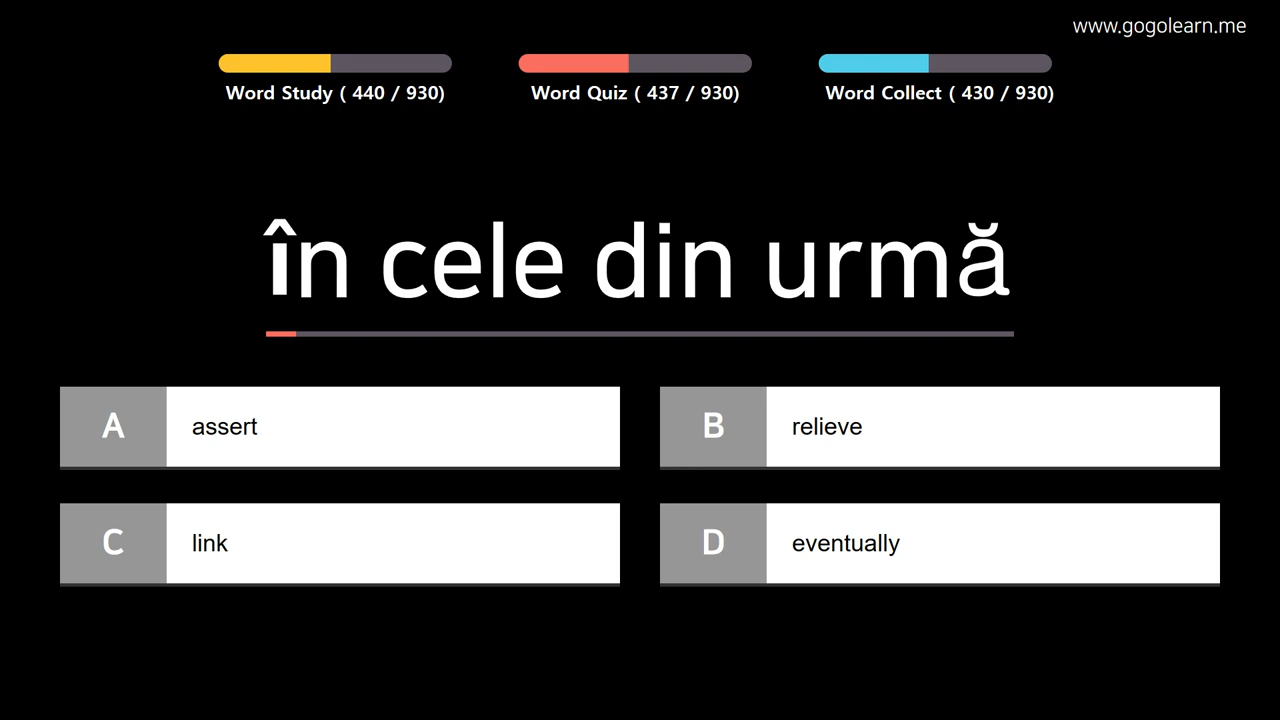 www.gogolearn.me
Word Study ( 440 / 930)
Word Quiz ( 437 / 930)
Word Collect ( 430 / 930)
în cele din urmă
A assert
B relieve
C link
D eventually